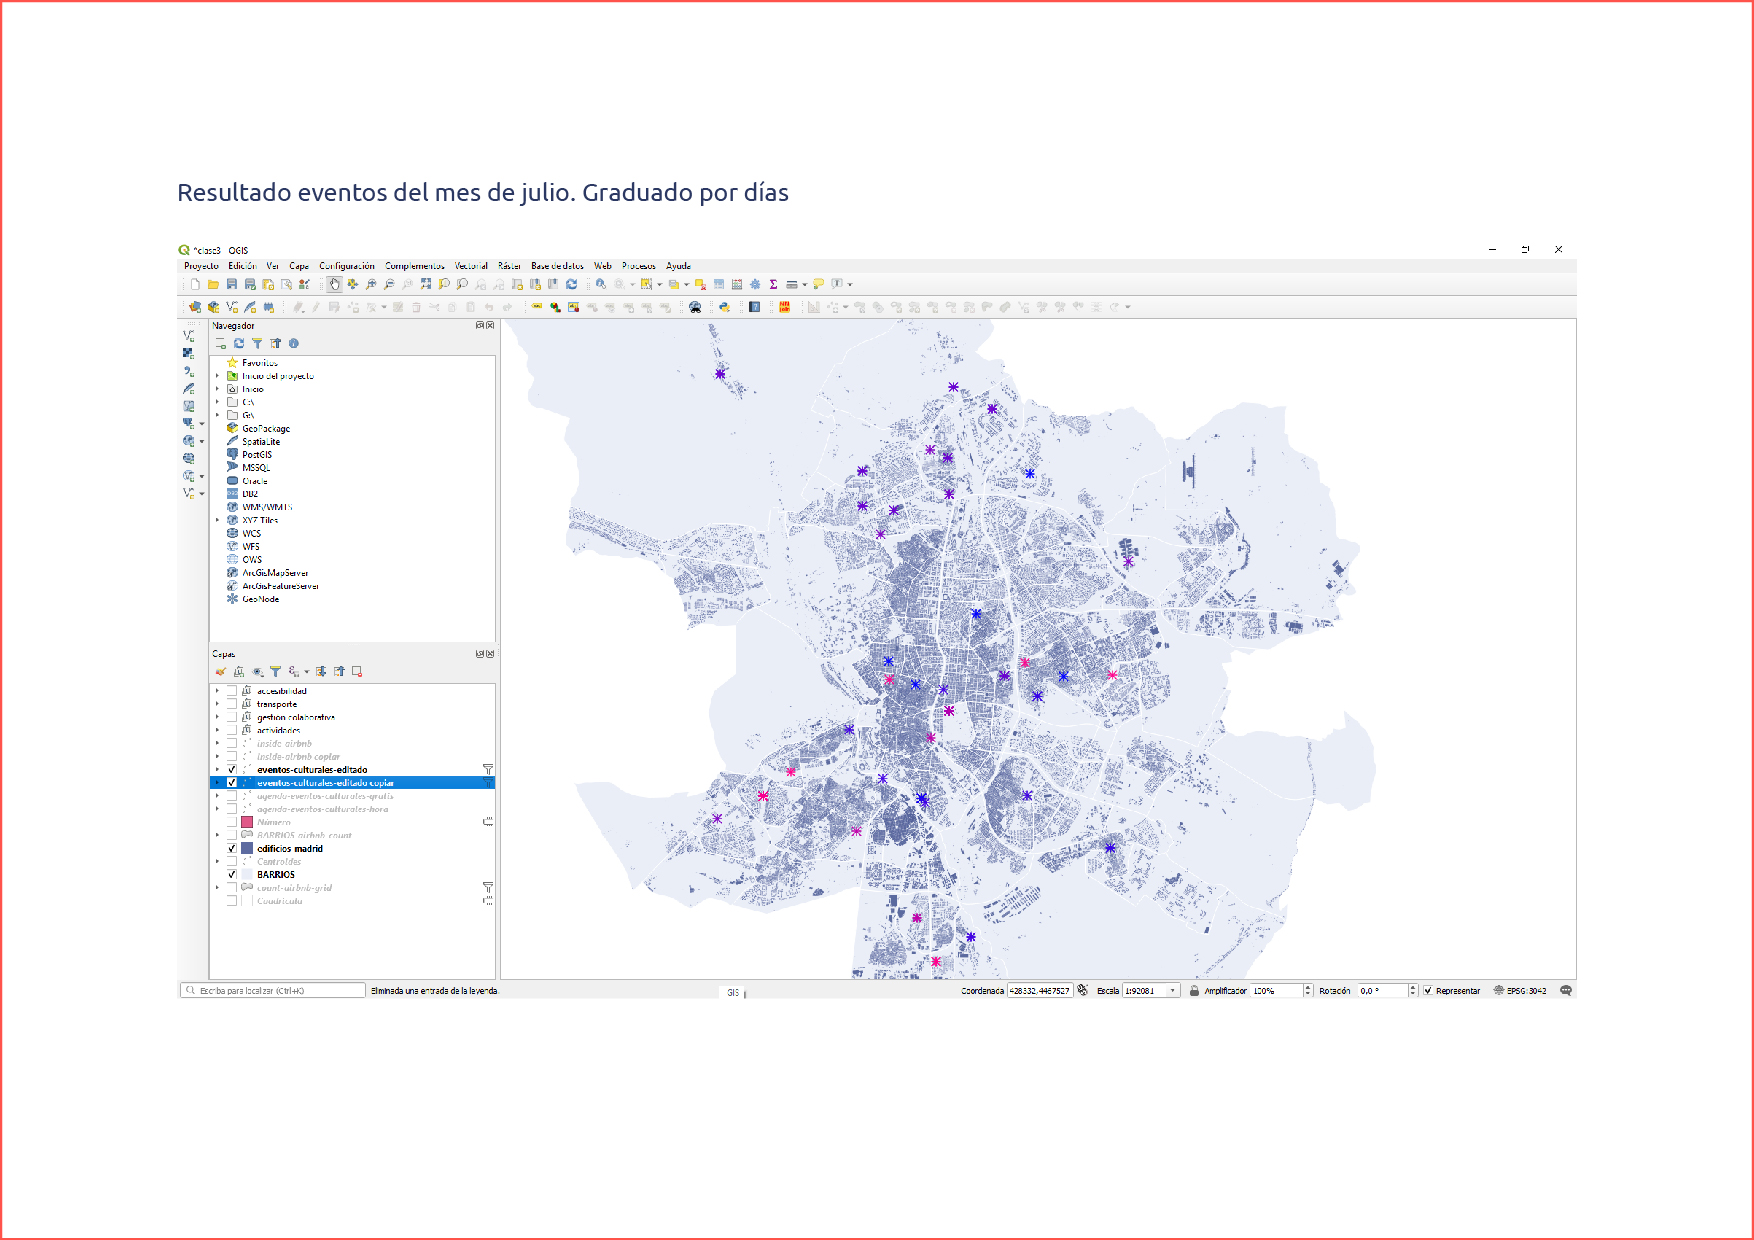 Resultado eventos del mes de julio. Graduado por días
*clase3 - QGIS
Proyecto Edición Ver Capa Configuración Complementos Vectorial Ráster Base de datos Web Procesos Ayuda
Navegador
Favoritos
Inicio del proyecto
Inicio
C:\
G:\
GeoPackage
SpatiaLite
PostGIS
MSSQL
Oracle
DB2
WMS/WMTS
XYZ Tiles
WCS
WFS
OWS
ArcGisMapServer
ArcGisFeatureServer
GeoNode
Capas
accesibilidad
transporte
gestion colaborativa
actividades
inside-airbnb
inside-airbnb copiar
eventos-culturales-editado
eventos-culturales-editado copiar
agenda-eventos-culturales-gratis
agenda-eventos-culturales-hora
Número
BARRIOS airbnb count
edificios madrid
Centroides
BARRIOS
count-airbnb-grid
Cuadrícula
Escriba para localizar (Ctrl+K) Eliminada una entrada de la leyenda. GIS Coordenada 428332,4467527 Escala 1:92081 Amplificador 100% Rotación 0,0 ° Representar EPSG:3042